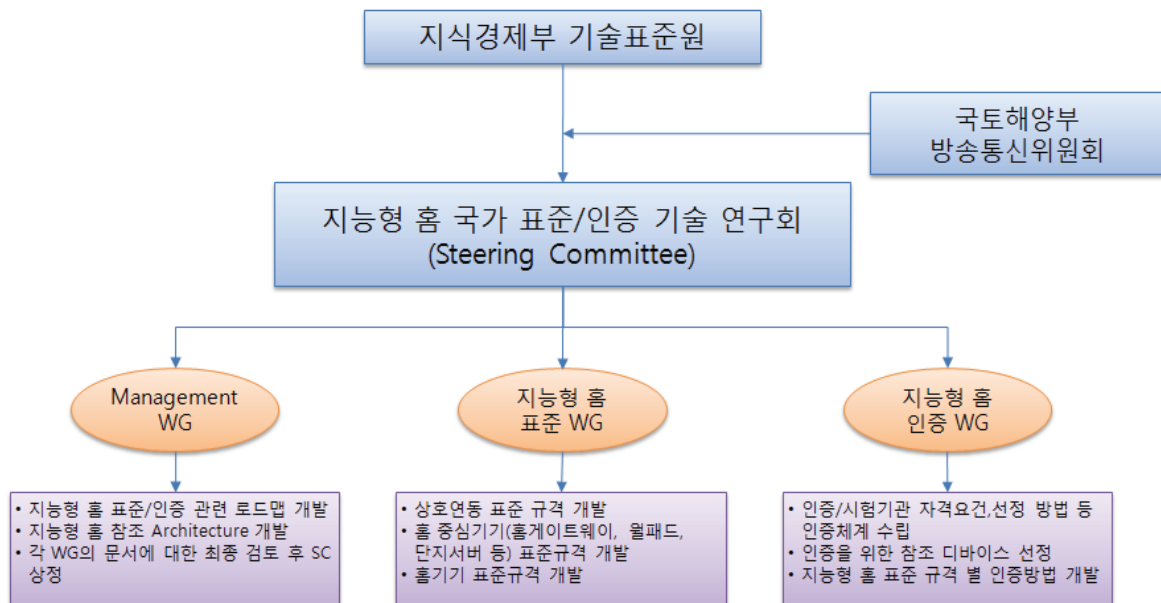 지식경제부 기술표준원
국토해양부
방송통신위원회
지능형 홈 국가 표준/인증 기술 연구회
(Steering Committee)
Management
WG
지능형 홈
표준 WG
지능형 홈
인증 WG
• 지능형 홈 표준/인증 관련 로드맵 개발
• 지능형 홈 참조 Architecture 개발
• 각 WG의 문서에 대한 최종 검토 후 SC
상정
• 상호연동 표준 규격 개발
• 홈 중심기기(홈게이트웨이, 월패드,
단지서버 등) 표준규격 개발
• 홈기기 표준규격 개발
• 인증/시험기관 자격요건,선정 방법 등
인증체계 수립
• 인증을 위한 참조 디바이스 선정
• 지능형 홈 표준 규격 별 인증방법 개발